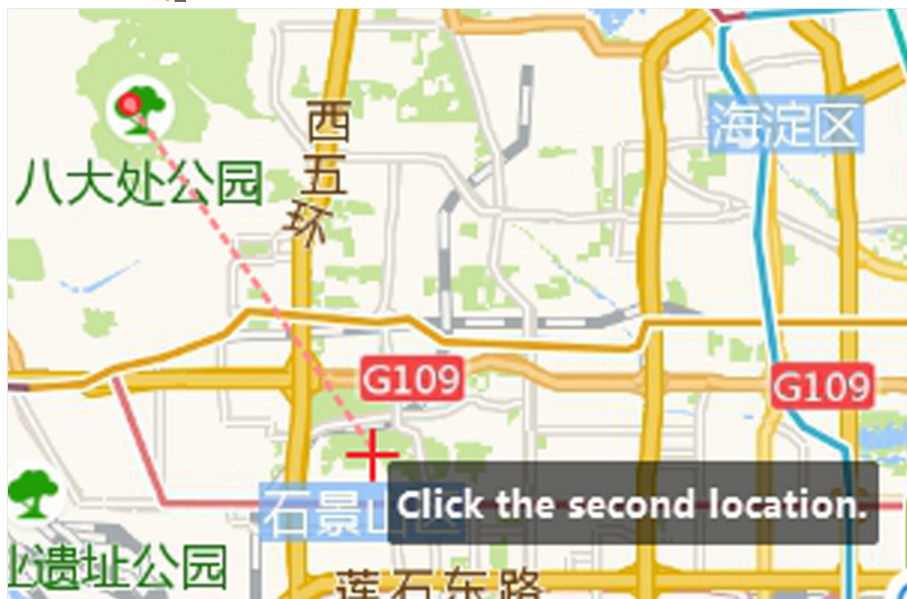 西五环
海淀区
八大处公园
G109
G109
Click the second location.
石景山区
业遗址公园
莲石东路